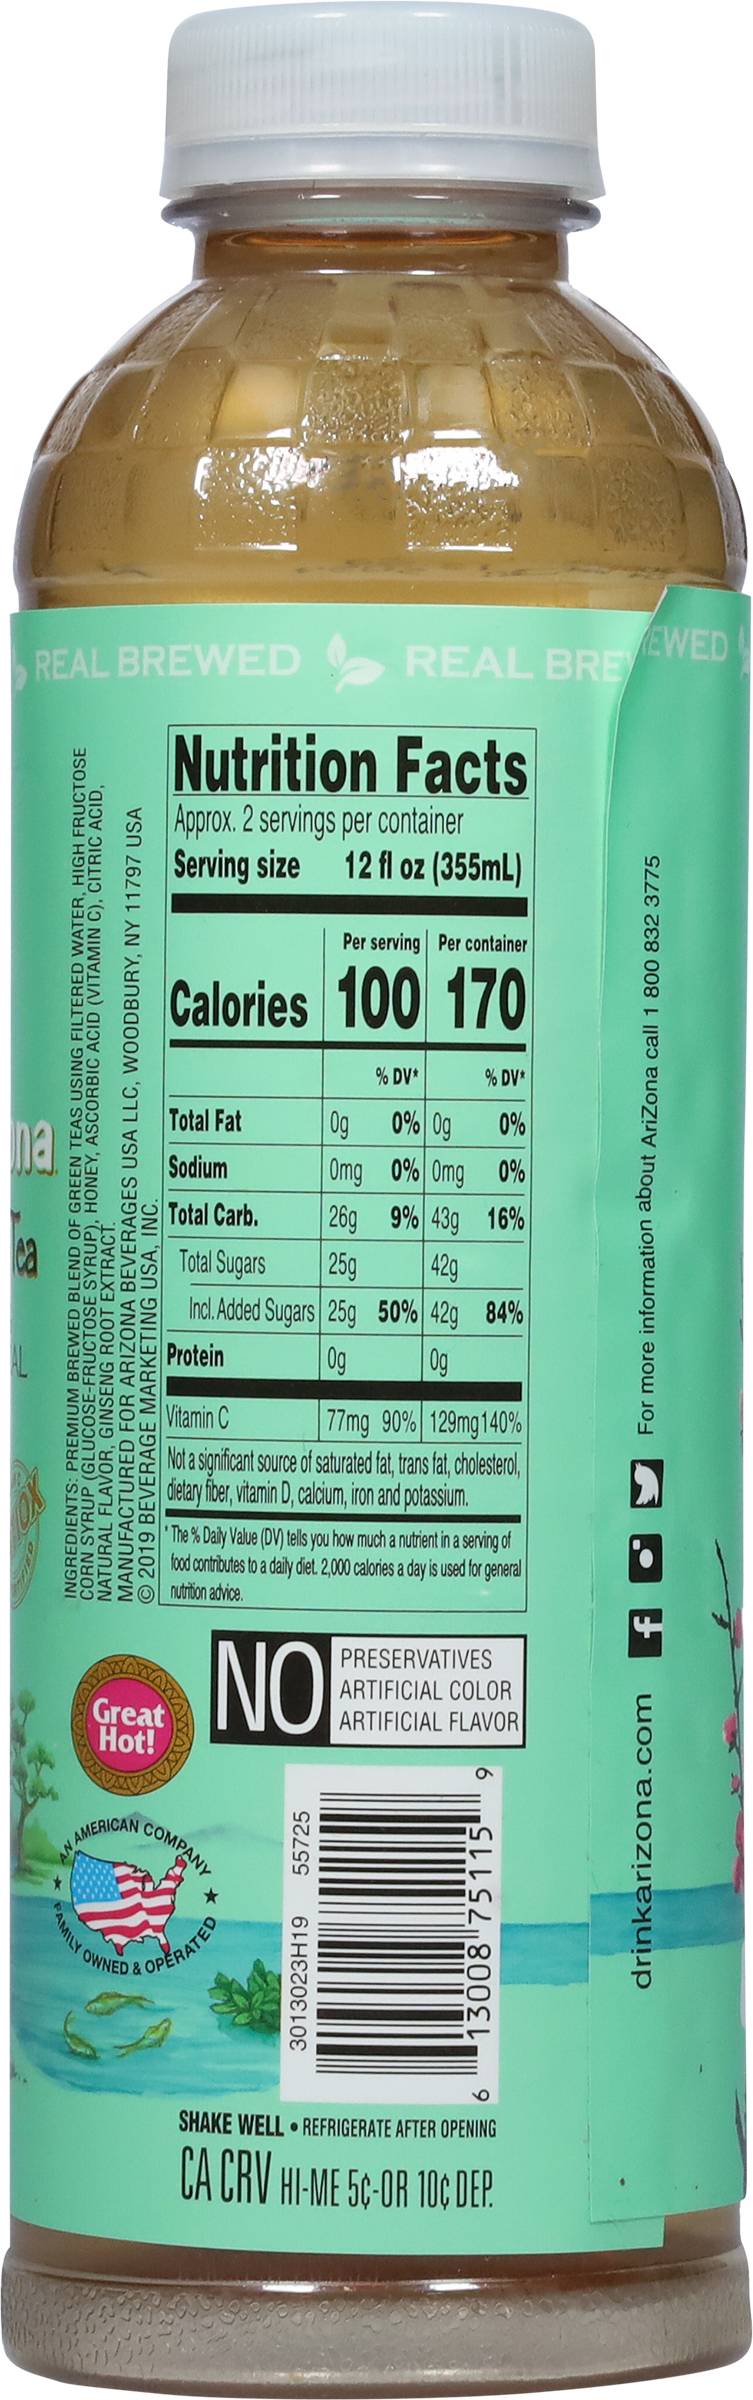 REAL BREWED REAL BRE
EWED
Nutrition Facts
Approx. 2 servings per container
Serving size 12 fl oz (355mL)
Per serving Per container
Calories 100 170
% DV* % DV*
Total Fat 0g 0% 0g 0%
Sodium 0mg 0% 0mg 0%
Total Carb. 26g 9% 43g 16%
Total Sugars 25g 42g
Incl. Added Sugars 25g 50% 42g 84%
Protein 0g 0g
Vitamin C 77mg 90% 129mg 140%
Not a significant source of saturated fat, trans fat, cholesterol,
dietary fiber, vitamin D, calcium, iron and potassium.
* The % Daily Value (DV) tells you how much a nutrient in a serving of
food contributes to a daily diet. 2,000 calories a day is used for general
nutrition advice.
INGREDIENTS: PREMIUM BREWED BLEND OF GREEN TEAS USING FILTERED WATER, HIGH FRUCTOSE
CORN SYRUP (GLUCOSE-FRUCTOSE SYRUP), HONEY, ASCORBIC ACID (VITAMIN C), CITRIC ACID,
NATURAL FLAVOR, GINSENG ROOT EXTRACT.
MANUFACTURED FOR ARIZONA BEVERAGES USA LLC, WOODBURY, NY 11797 USA
© 2019 BEVERAGE MARKETING USA, INC.
ona
Tea
AL
OX
NO
PRESERVATIVES
ARTIFICIAL COLOR
ARTIFICIAL FLAVOR
Great
Hot!
AN AMERICAN COMPANY
FAMILY OWNED & OPERATED
3013023H19 55725
6 13008 75115 9
SHAKE WELL • REFRIGERATE AFTER OPENING
CA CRV HI-ME 5¢-OR 10¢ DEP.
drinkarizona.com
For more information about AriZona call 1 800 832 3775